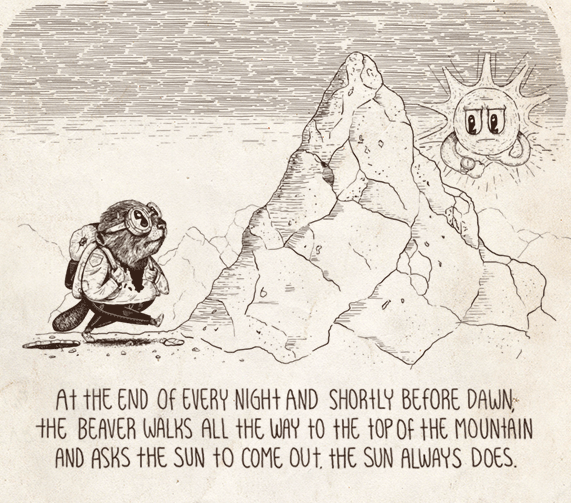 At the END OF EVERY NIGHT AND SHORTLY BEFORE DAWN,
the BEAVER WALKS ALL the WAY to the top OF the MOUNTAIN
AND ASKS the SUN to COME OUT. the SUN ALWAYS DOES.